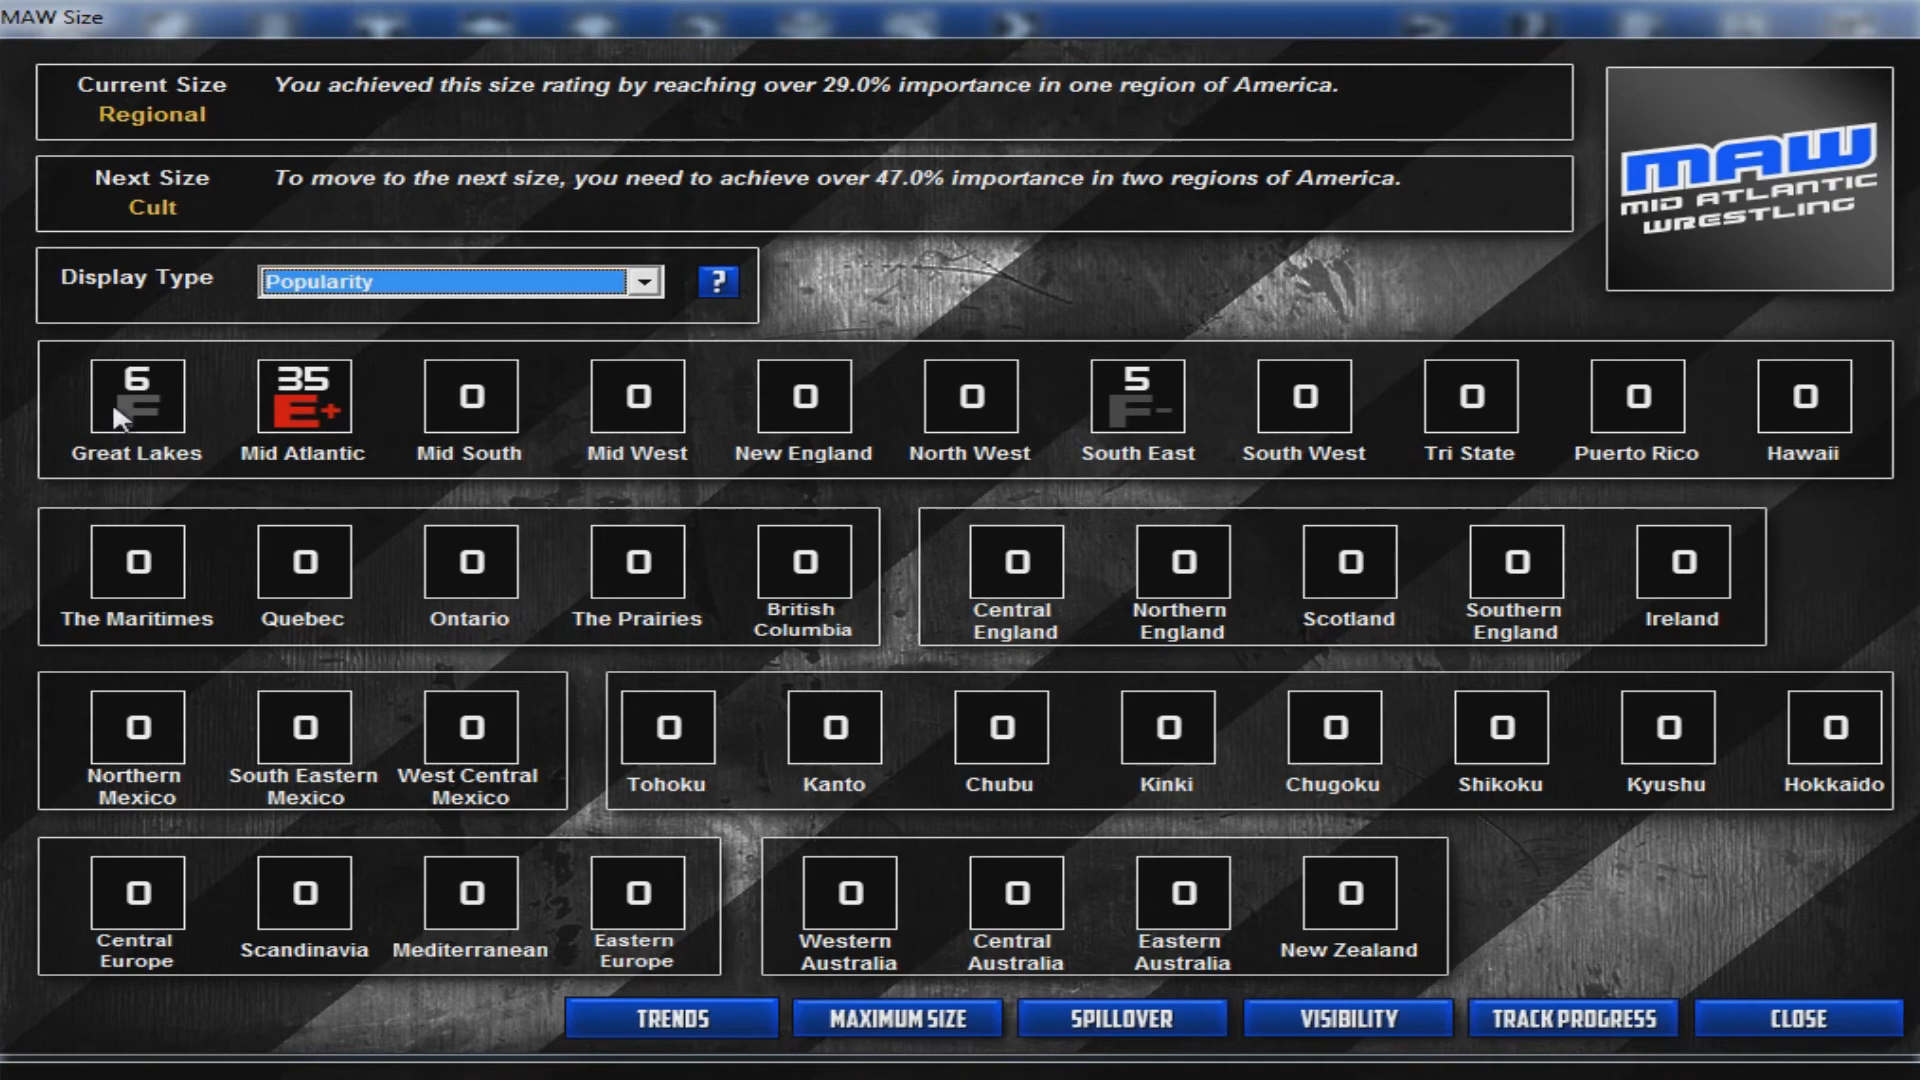 MAW Size
Current Size
Regional
You achieved this size rating by reaching over 29.0% importance in one region of America.
Next Size
Cult
To move to the next size, you need to achieve over 47.0% importance in two regions of America.
MAW
MID ATLANTIC
WRESTLING
Display Type
Popularity
?
6 35 0 0 0 0 5 0 0 0 0
F E+ F-
Great Lakes Mid Atlantic Mid South Mid West New England North West South East South West Tri State Puerto Rico Hawaii
0 0 0 0 0 0 0 0 0 0
The Maritimes Quebec Ontario The Prairies British Columbia Central England Northern England Scotland Southern England Ireland
0 0 0 0 0 0 0 0 0 0 0
Northern Mexico South Eastern Mexico West Central Mexico Tohoku Kanto Chubu Kinki Chugoku Shikoku Kyushu Hokkaido
0 0 0 0 0 0 0 0
Central Europe Scandinavia Mediterranean Eastern Europe Western Australia Central Australia Eastern Australia New Zealand
TRENDS MAXIMUM SIZE SPILLOVER VISIBILITY TRACK PROGRESS CLOSE